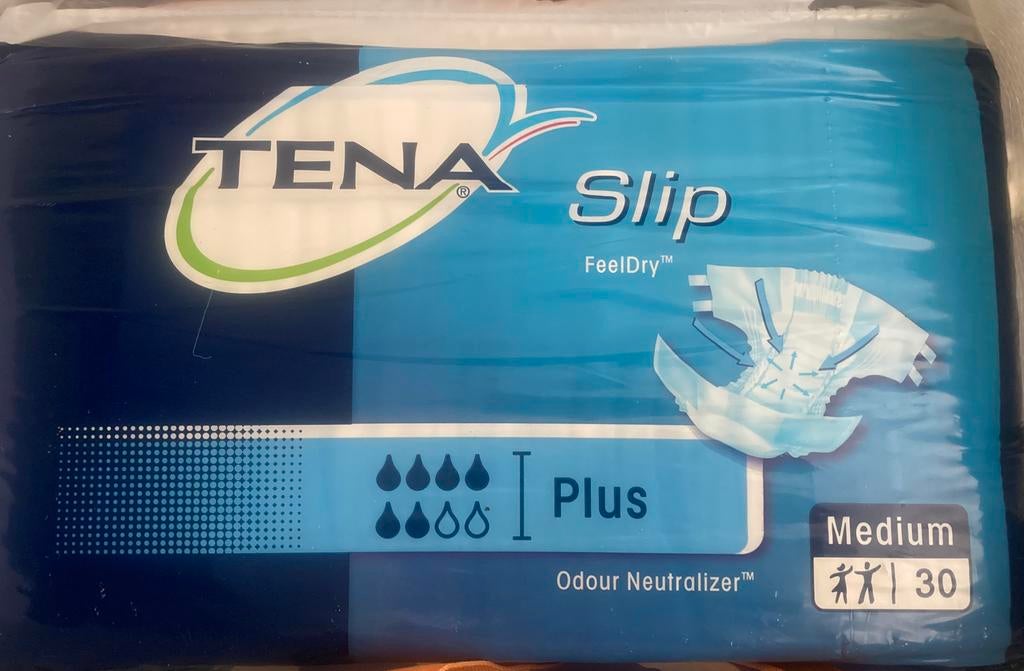 TENA®
Slip
FeelDry™
Plus
Odour Neutralizer™
Medium
30